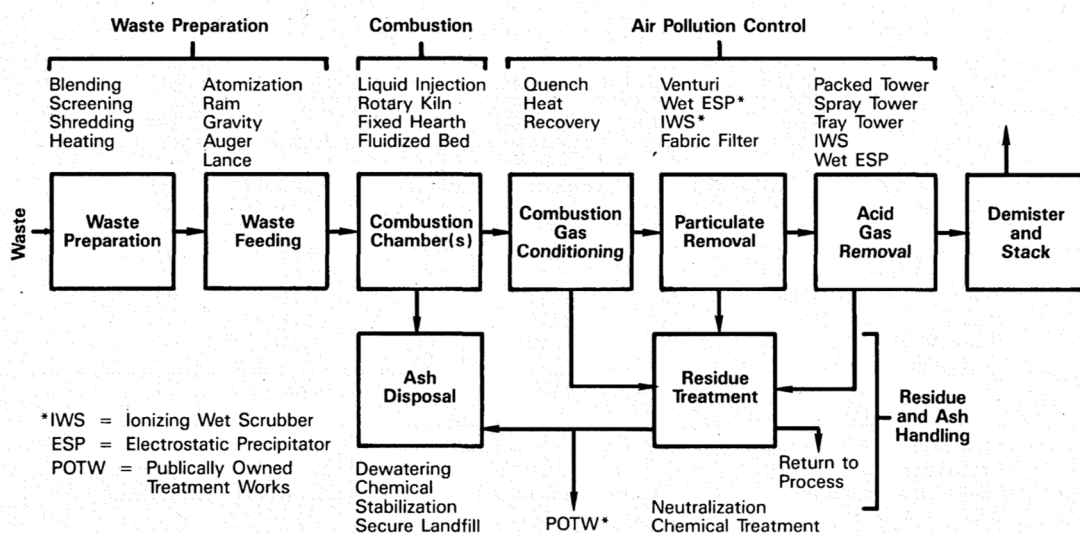 Waste Preparation
Combustion
Air Pollution Control
Blending
Screening
Shredding
Heating
Atomization
Ram
Gravity
Auger
Lance
Liquid Injection
Rotary Kiln
Fixed Hearth
Fluidized Bed
Quench
Heat
Recovery
Venturi
Wet ESP*
IWS*
Fabric Filter
Packed Tower
Spray Tower
Tray Tower
IWS
Wet ESP
Waste
Waste
Preparation
Waste
Feeding
Combustion
Chamber(s)
Combustion
Gas
Conditioning
Particulate
Removal
Acid
Gas
Removal
Demister
and
Stack
Ash
Disposal
Residue
Treatment
Residue
and Ash
Handling
*IWS = Ionizing Wet Scrubber
ESP = Electrostatic Precipitator
POTW = Publically Owned
Treatment Works
Dewatering
Chemical
Stabilization
Secure Landfill
POTW*
Return to
Process
Neutralization
Chemical Treatment